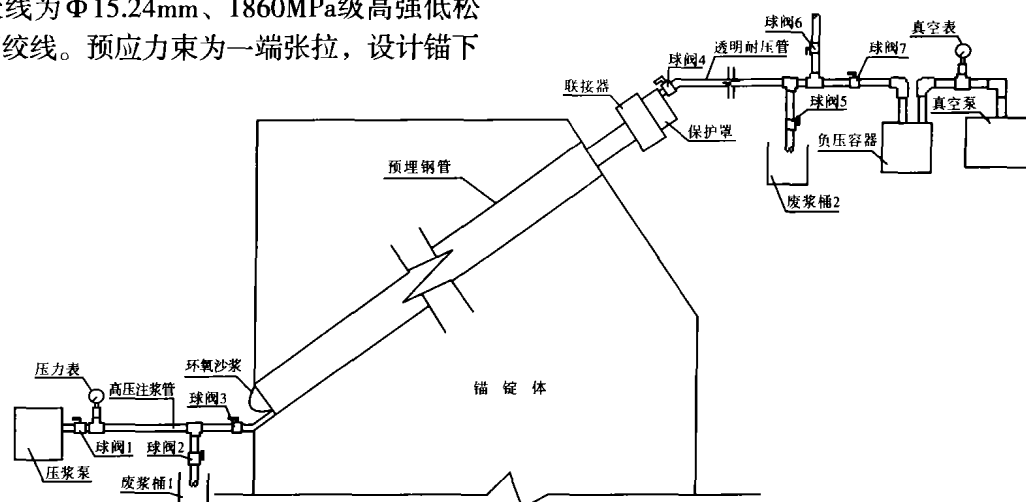 线为Φ15.24mm、1860MPa级高强低松
绞线。预应力束为一端张拉，设计锚下
球阀6
真空表
透明耐压管
球阀7
球阀4
联接器
球阀5
真空泵
保护罩
负压容器
预埋钢管
废浆桶2
环氧沙浆
压力表
高压注浆管
球阀3
锚 锭 体
球阀1
球阀2
压浆泵
废浆桶1